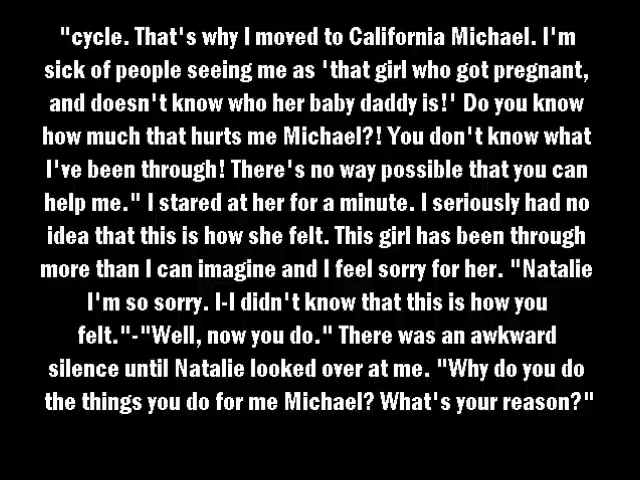 "cycle. That's why I moved to California Michael. I'm
sick of people seeing me as 'that girl who got pregnant,
and doesn't know who her baby daddy is!' Do you know
how much that hurts me Michael?! You don't know what
I've been through! There's no way possible that you can
help me." I stared at her for a minute. I seriously had no
idea that this is how she felt. This girl has been through
more than I can imagine and I feel sorry for her. "Natalie
I'm so sorry. I-I didn't know that this is how you
felt."-"Well, now you do." There was an awkward
silence until Natalie looked over at me. "Why do you do
the things you do for me Michael? What's your reason?"